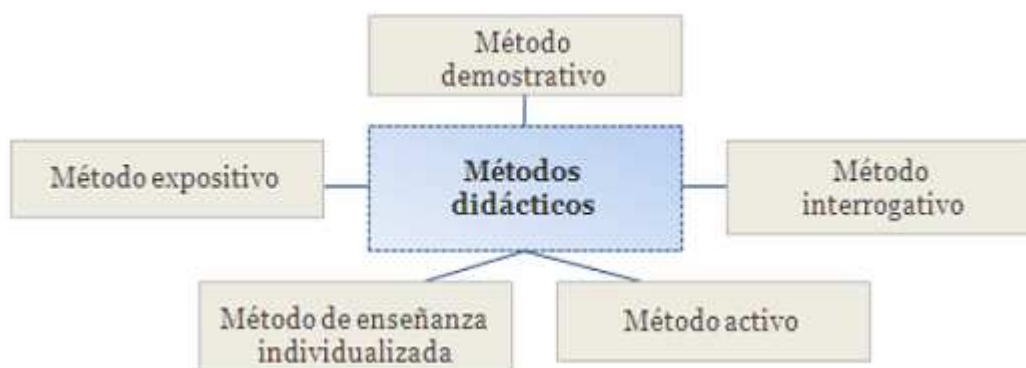 Método
demostrativo
Método expositivo
Métodos
didácticos
Método
interrogativo
Método de enseñanza
individualizada
Método activo